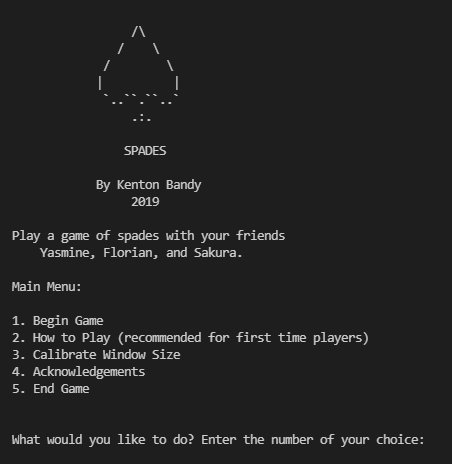 SPADES
By Kenton Bandy
2019
Play a game of spades with your friends
Yasmine, Florian, and Sakura.
Main Menu:
1. Begin Game
2. How to Play (recommended for first time players)
3. Calibrate Window Size
4. Acknowledgements
5. End Game
What would you like to do? Enter the number of your choice: